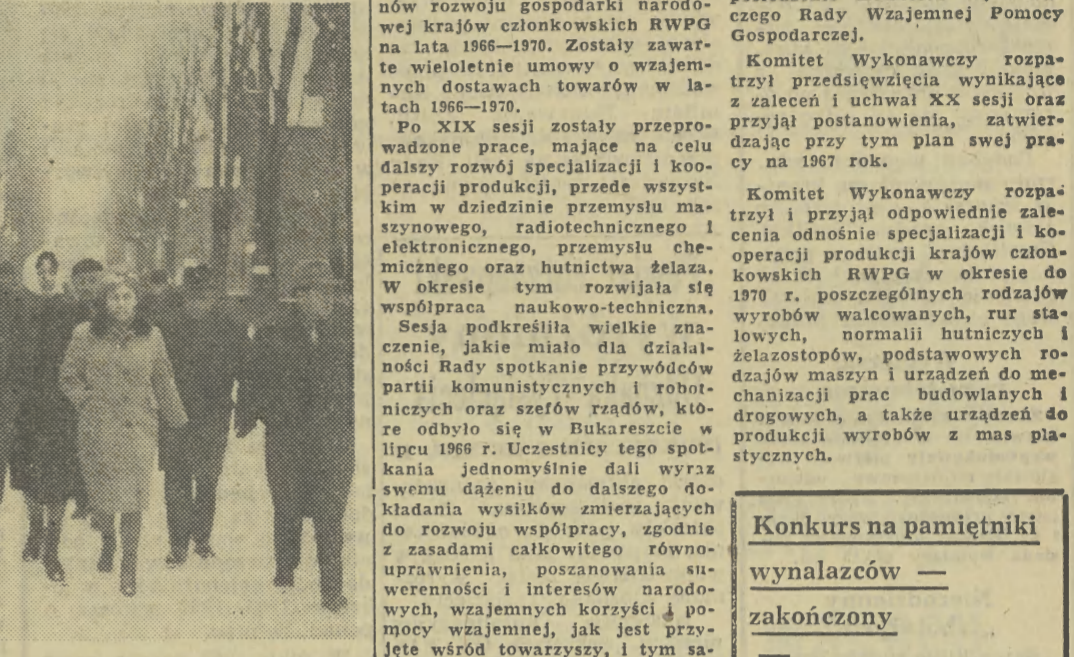 nów rozwoju gospodarki narodo-
wej krajów członkowskich RWPG
na lata 1966—1970. Zostały zawar-
te wieloletnie umowy o wzajem-
nych dostawach towarów w la-
tach 1966—1970.
Po XIX sesji zostały przepro-
wadzone prace, mające na celu
dalszy rozwój specjalizacji i koo-
peracji produkcji, przede wszyst-
kim w dziedzinie przemysłu ma-
szynowego, radiotechnicznego i
elektronicznego, przemysłu che-
micznego oraz hutnictwa żelaza.
W okresie tym rozwijała się
współpraca naukowo-techniczna.
Sesja podkreśliła wielkie zna-
czenie, jakie miało dla działal-
ności Rady spotkanie przywódców
partii komunistycznych i robot-
niczych oraz szefów rządów, któ-
re odbyło się w Bukareszcie w
lipcu 1966 r. Uczestnicy tego spot-
kania jednomyślnie dali wyraz
swemu dążeniu do dalszego do-
kładania wysiłków zmierzających
do rozwoju współpracy, zgodnie
z zasadami całkowitego równo-
uprawnienia, poszanowania su-
werenności i interesów narodo-
wych, wzajemnych korzyści i po-
mocy wzajemnej, jak jest przy-
jęte wśród towarzyszy, i tym sa-
czego Rady Wzajemnej Pomocy
Gospodarczej.
Komitet Wykonawczy rozpa-
trzył przedsięwzięcia wynikające
z zaleceń i uchwał XX sesji oraz
przyjął postanowienia, zatwier-
dzając przy tym plan swej pra-
cy na 1967 rok.
Komitet Wykonawczy rozpa-
trzył i przyjął odpowiednie zale-
cenia odnośnie specjalizacji i ko-
operacji produkcji krajów człon-
kowskich RWPG w okresie do
1970 r. poszczególnych rodzajów
wyrobów walcowanych, rur sta-
lowych, normalii hutniczych i
żelazostopów, podstawowych ro-
dzajów maszyn i urządzeń do me-
chanizacji prac budowlanych i
drogowych, a także urządzeń do
produkcji wyrobów z mas pla-
stycznych.
Konkurs na pamiętniki
wynalazców —
zakończony